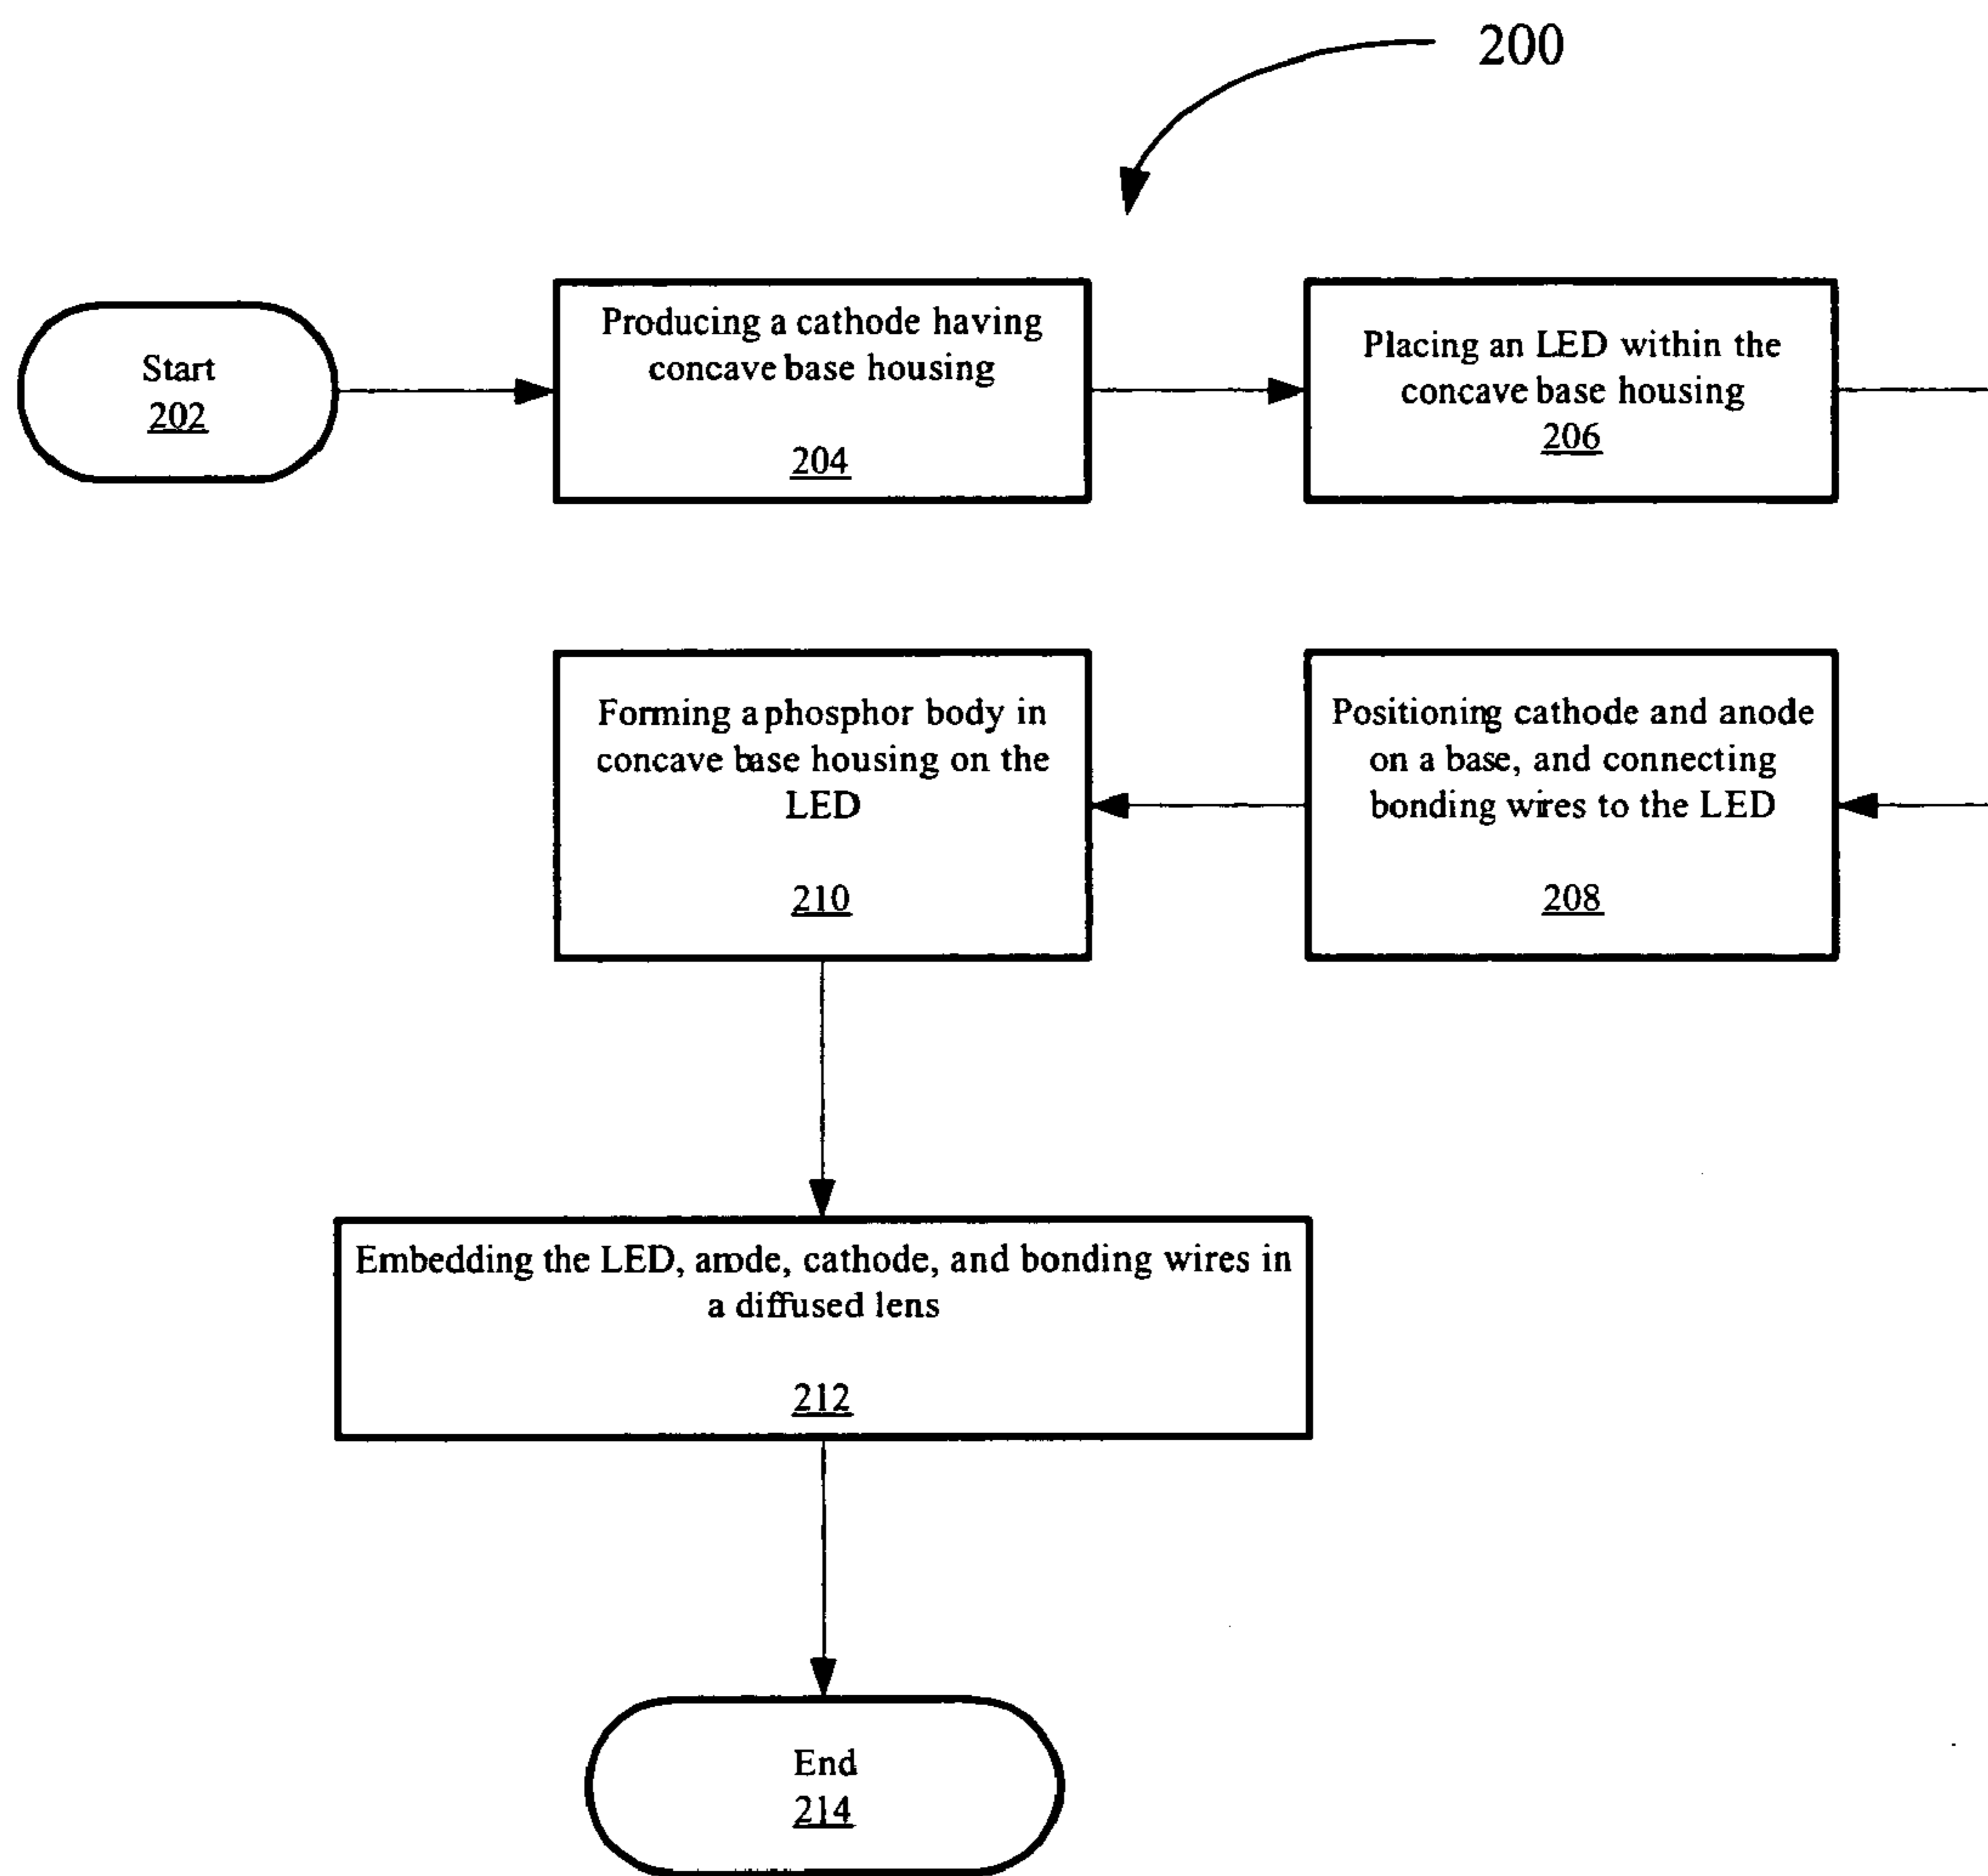 200
Start
202
Producing a cathode having
concave base housing
204
Placing an LED within the
concave base housing
206
Positioning cathode and anode
on a base, and connecting
bonding wires to the LED
208
Forming a phosphor body in
concave base housing on the
LED
210
Embedding the LED, anode, cathode, and bonding wires in
a diffused lens
212
End
214